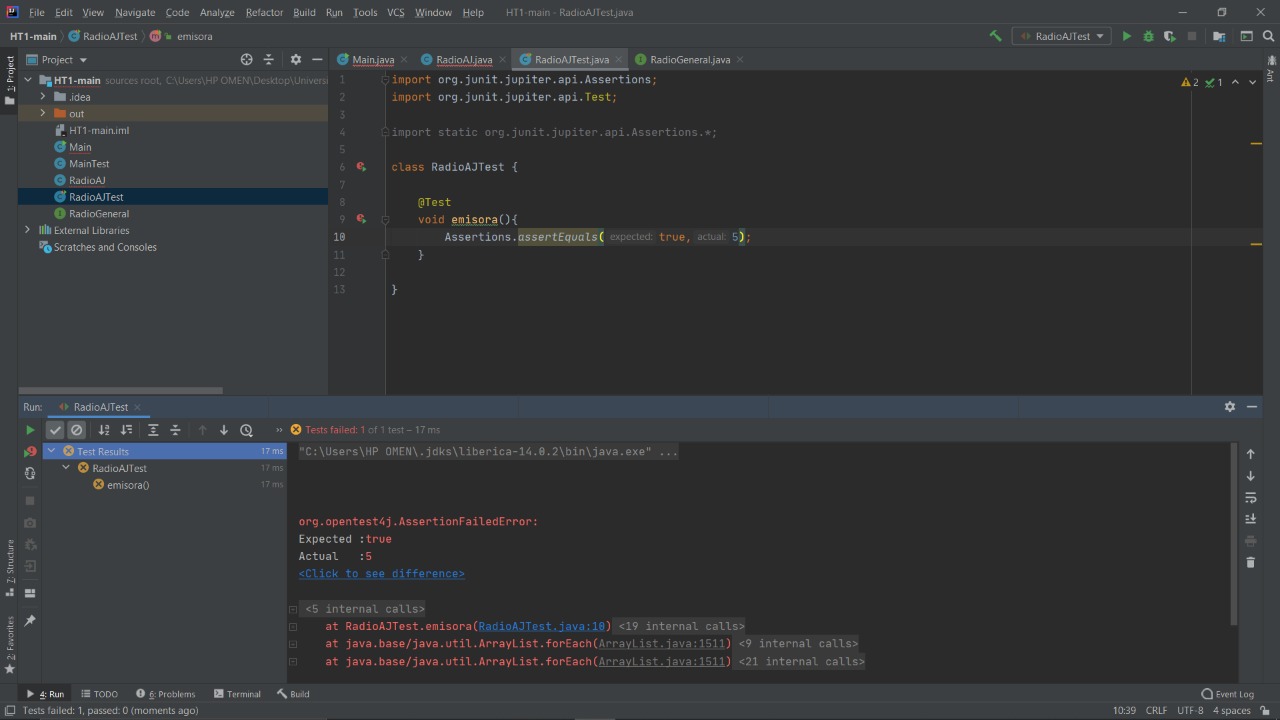 File Edit View Navigate Code Analyze Refactor Build Run Tools VCS Window Help HT1-main - RadioAJTest.java
HT1-main RadioAJTest emisora
RadioAJTest
Project
Main.java RadioAJ.java RadioAJTest.java RadioGeneral.java
1: Project
Ant
HT1-main sources root, C:\Users\HP OMEN\Desktop\Univers
.idea
out
HT1-main.iml
Main
MainTest
RadioAJ
RadioAJTest
RadioGeneral
External Libraries
Scratches and Consoles
2 1
1 import org.junit.jupiter.api.Assertions;
2 import org.junit.jupiter.api.Test;
3
4 import static org.junit.jupiter.api.Assertions.*;
5
6 class RadioAJTest {
7
8 @Test
9 void emisora(){
10 Assertions.assertEquals( expected: true, actual: 5);
11 }
12
13 }
Run: RadioAJTest
» Tests failed: 1 of 1 test – 17 ms
Test Results 17 ms
RadioAJTest 17 ms
emisora() 17 ms
"C:\Users\HP OMEN\.jdks\liberica-14.0.2\bin\java.exe" ...
org.opentest4j.AssertionFailedError:
Expected :true
Actual :5
<Click to see difference>
<5 internal calls>
at RadioAJTest.emisora(RadioAJTest.java:10) <19 internal calls>
at java.base/java.util.ArrayList.forEach(ArrayList.java:1511) <9 internal calls>
at java.base/java.util.ArrayList.forEach(ArrayList.java:1511) <21 internal calls>
Z: Structure
2: Favorites
4: Run TODO 6: Problems Terminal Build Event Log
Tests failed: 1, passed: 0 (moments ago) 10:39 CRLF UTF-8 4 spaces